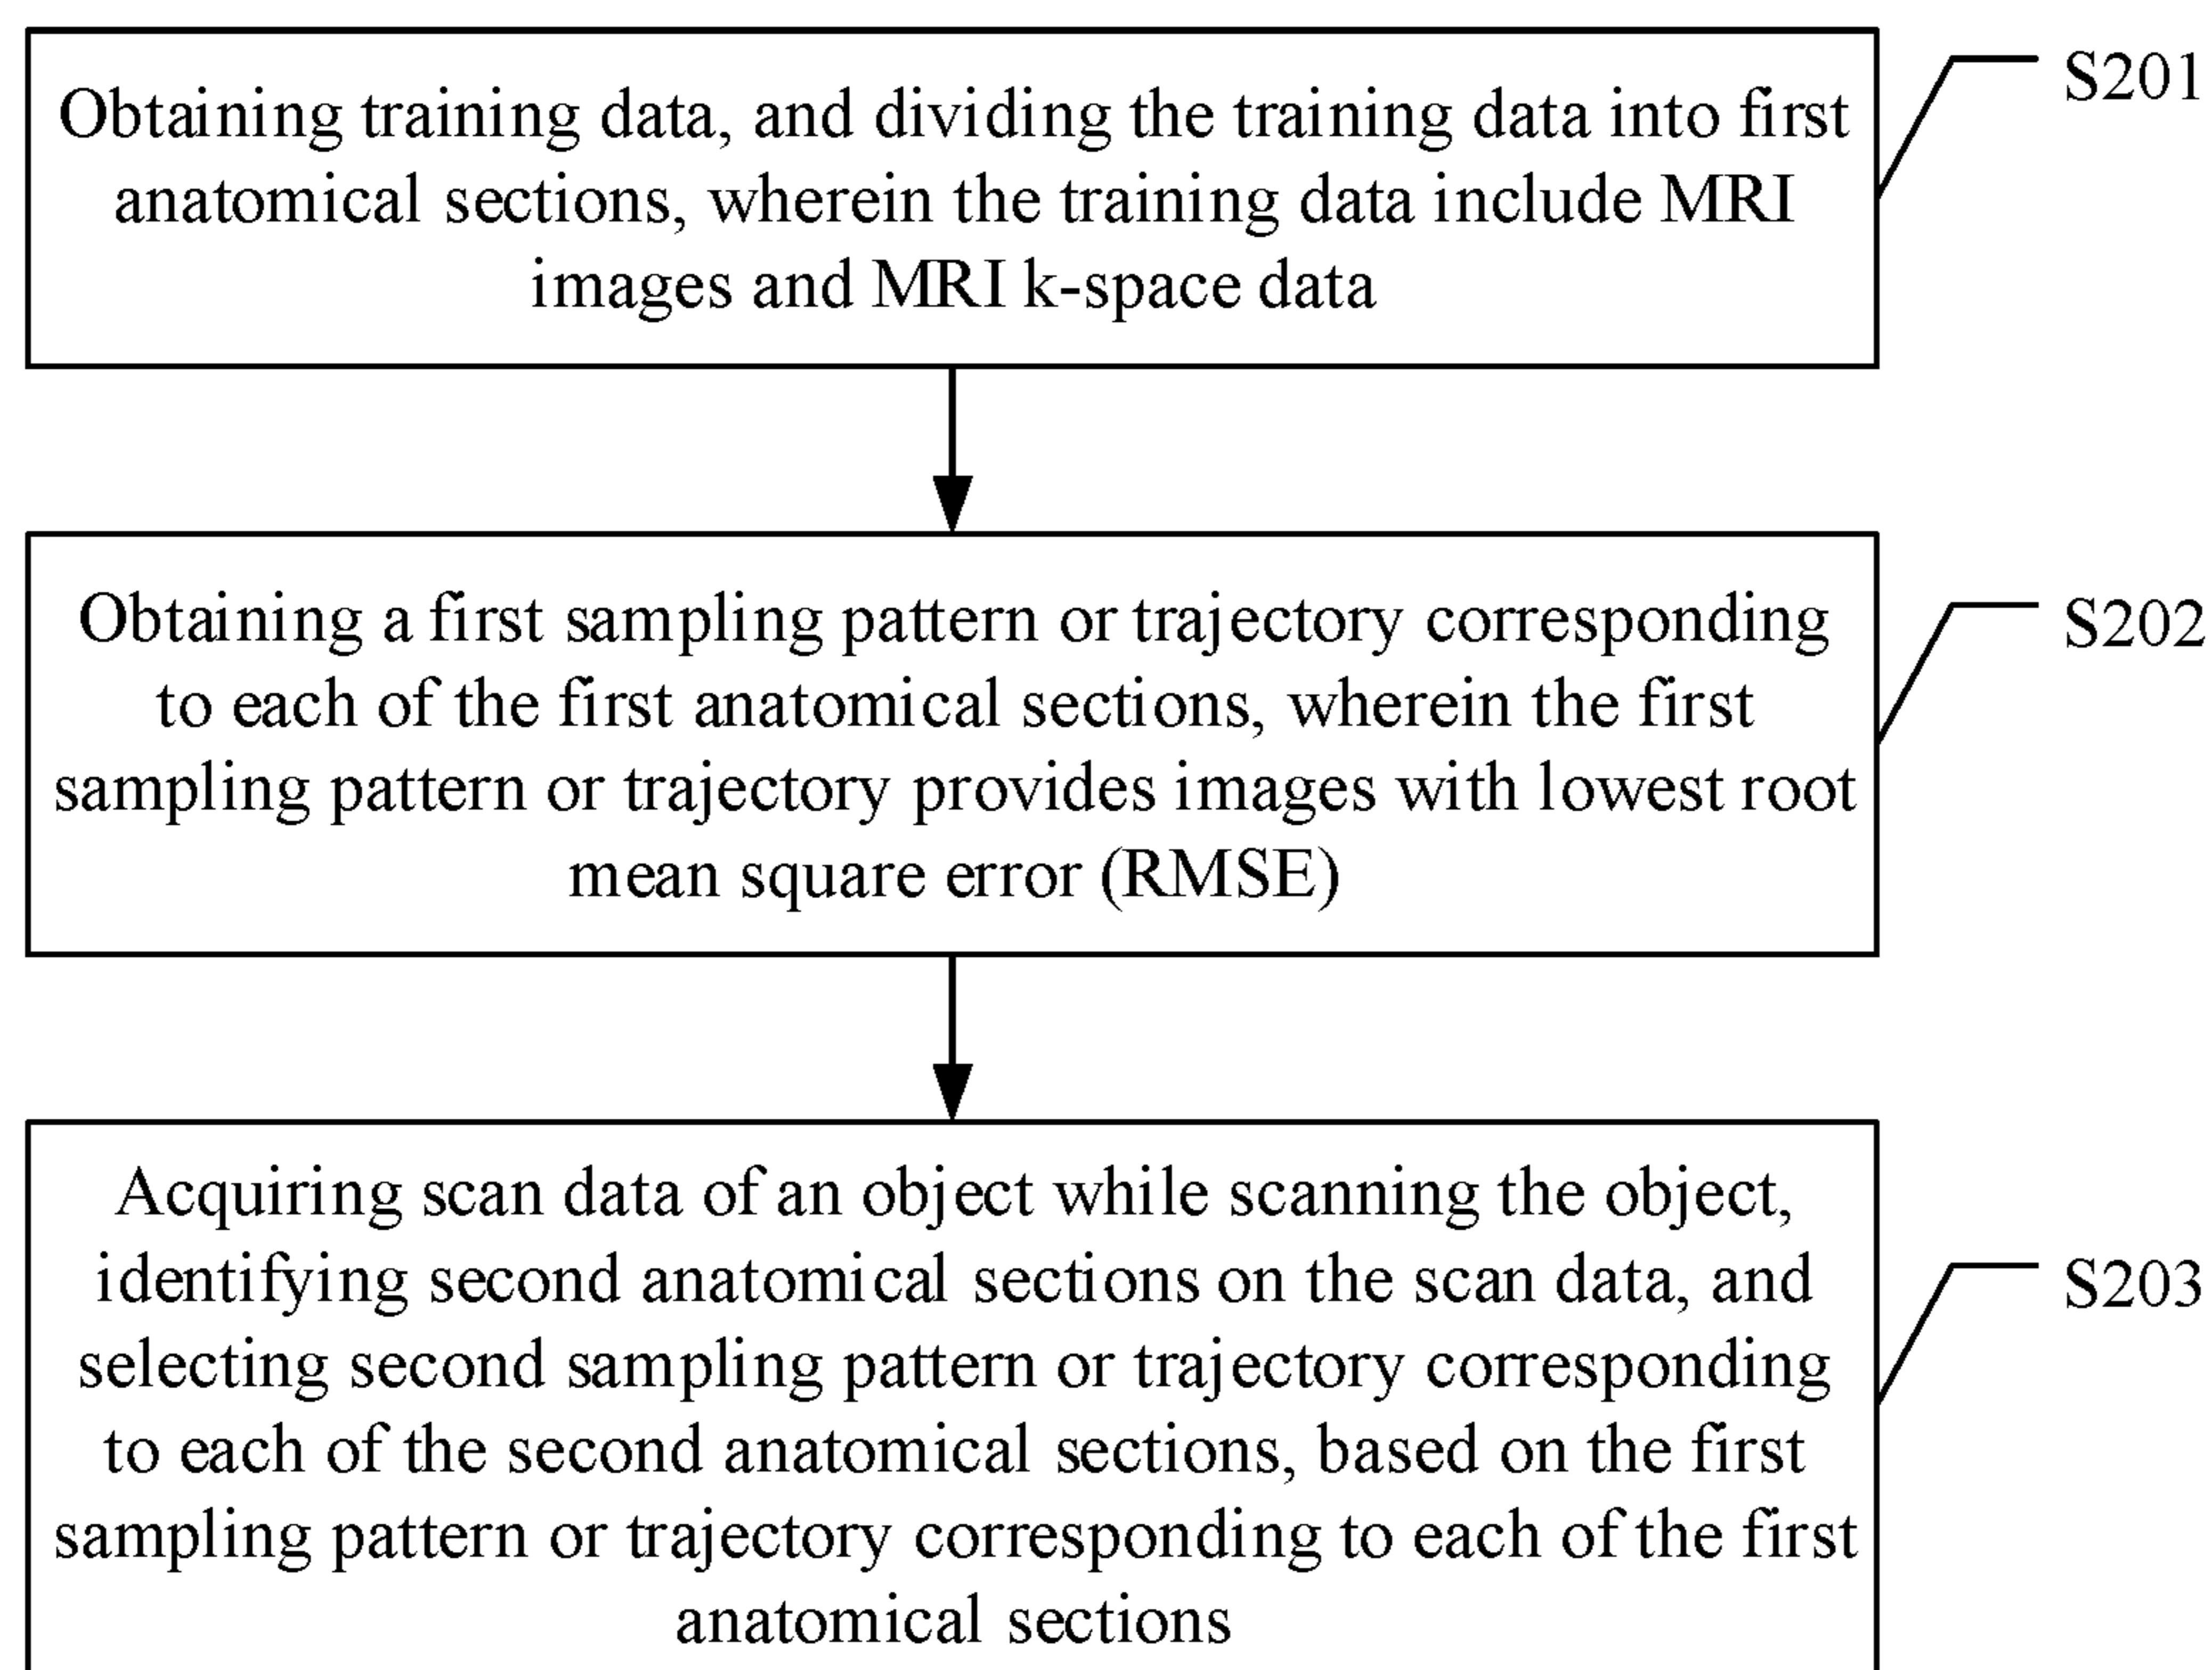 Obtaining training data, and dividing the training data into first
anatomical sections, wherein the training data include MRI
images and MRI k-space data
S201
Obtaining a first sampling pattern or trajectory corresponding
to each of the first anatomical sections, wherein the first
sampling pattern or trajectory provides images with lowest root
mean square error (RMSE)
S202
Acquiring scan data of an object while scanning the object,
identifying second anatomical sections on the scan data, and
selecting second sampling pattern or trajectory corresponding
to each of the second anatomical sections, based on the first
sampling pattern or trajectory corresponding to each of the first
anatomical sections
S203